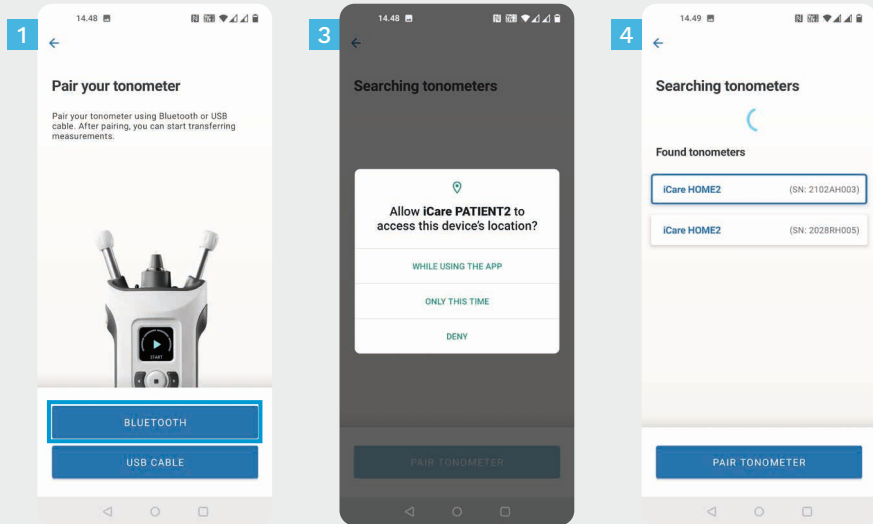 1
14.48
Pair your tonometer
Pair your tonometer using Bluetooth or USB
cable. After pairing, you can start transferring
measurements.
START
BLUETOOTH
USB CABLE
3
14.48
Searching tonometers
Allow iCare PATIENT2 to
access this device's location?
WHILE USING THE APP
ONLY THIS TIME
DENY
PAIR TONOMETER
4
14.49
Searching tonometers
Found tonometers
iCare HOME2 (SN: 2102AH003)
iCare HOME2 (SN: 2028RH005)
PAIR TONOMETER